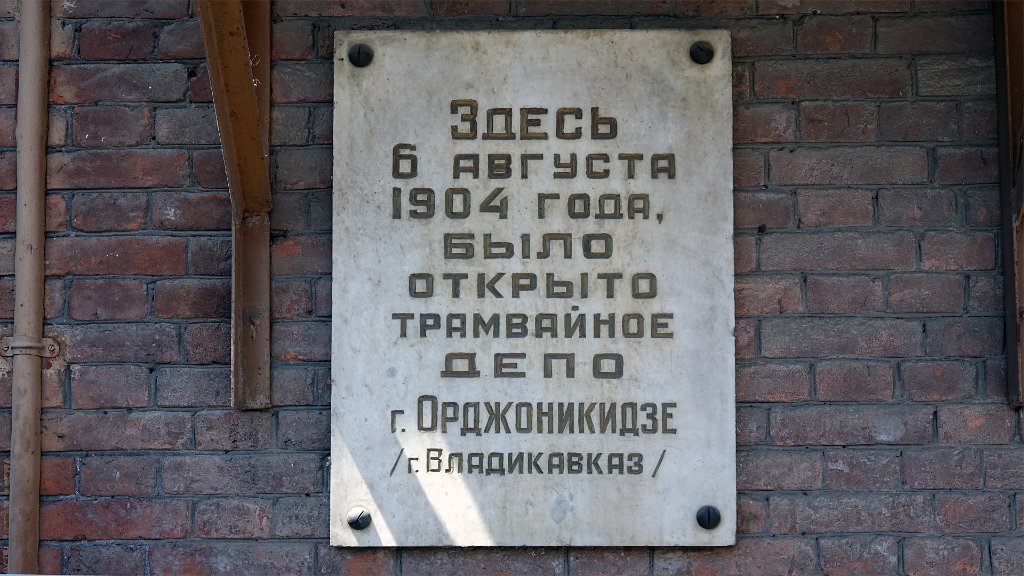 Здесь
6 августа
1904 года,
было
открыто
трамвайное
депо
г. Орджоникидзе
/г. Владикавказ/